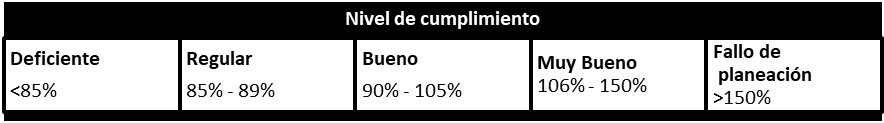 Nivel de cumplimiento
Deficiente
<85%
Regular
85% - 89%
Bueno
90% - 105%
Muy Bueno
106% - 150%
Fallo de
planeación
>150%